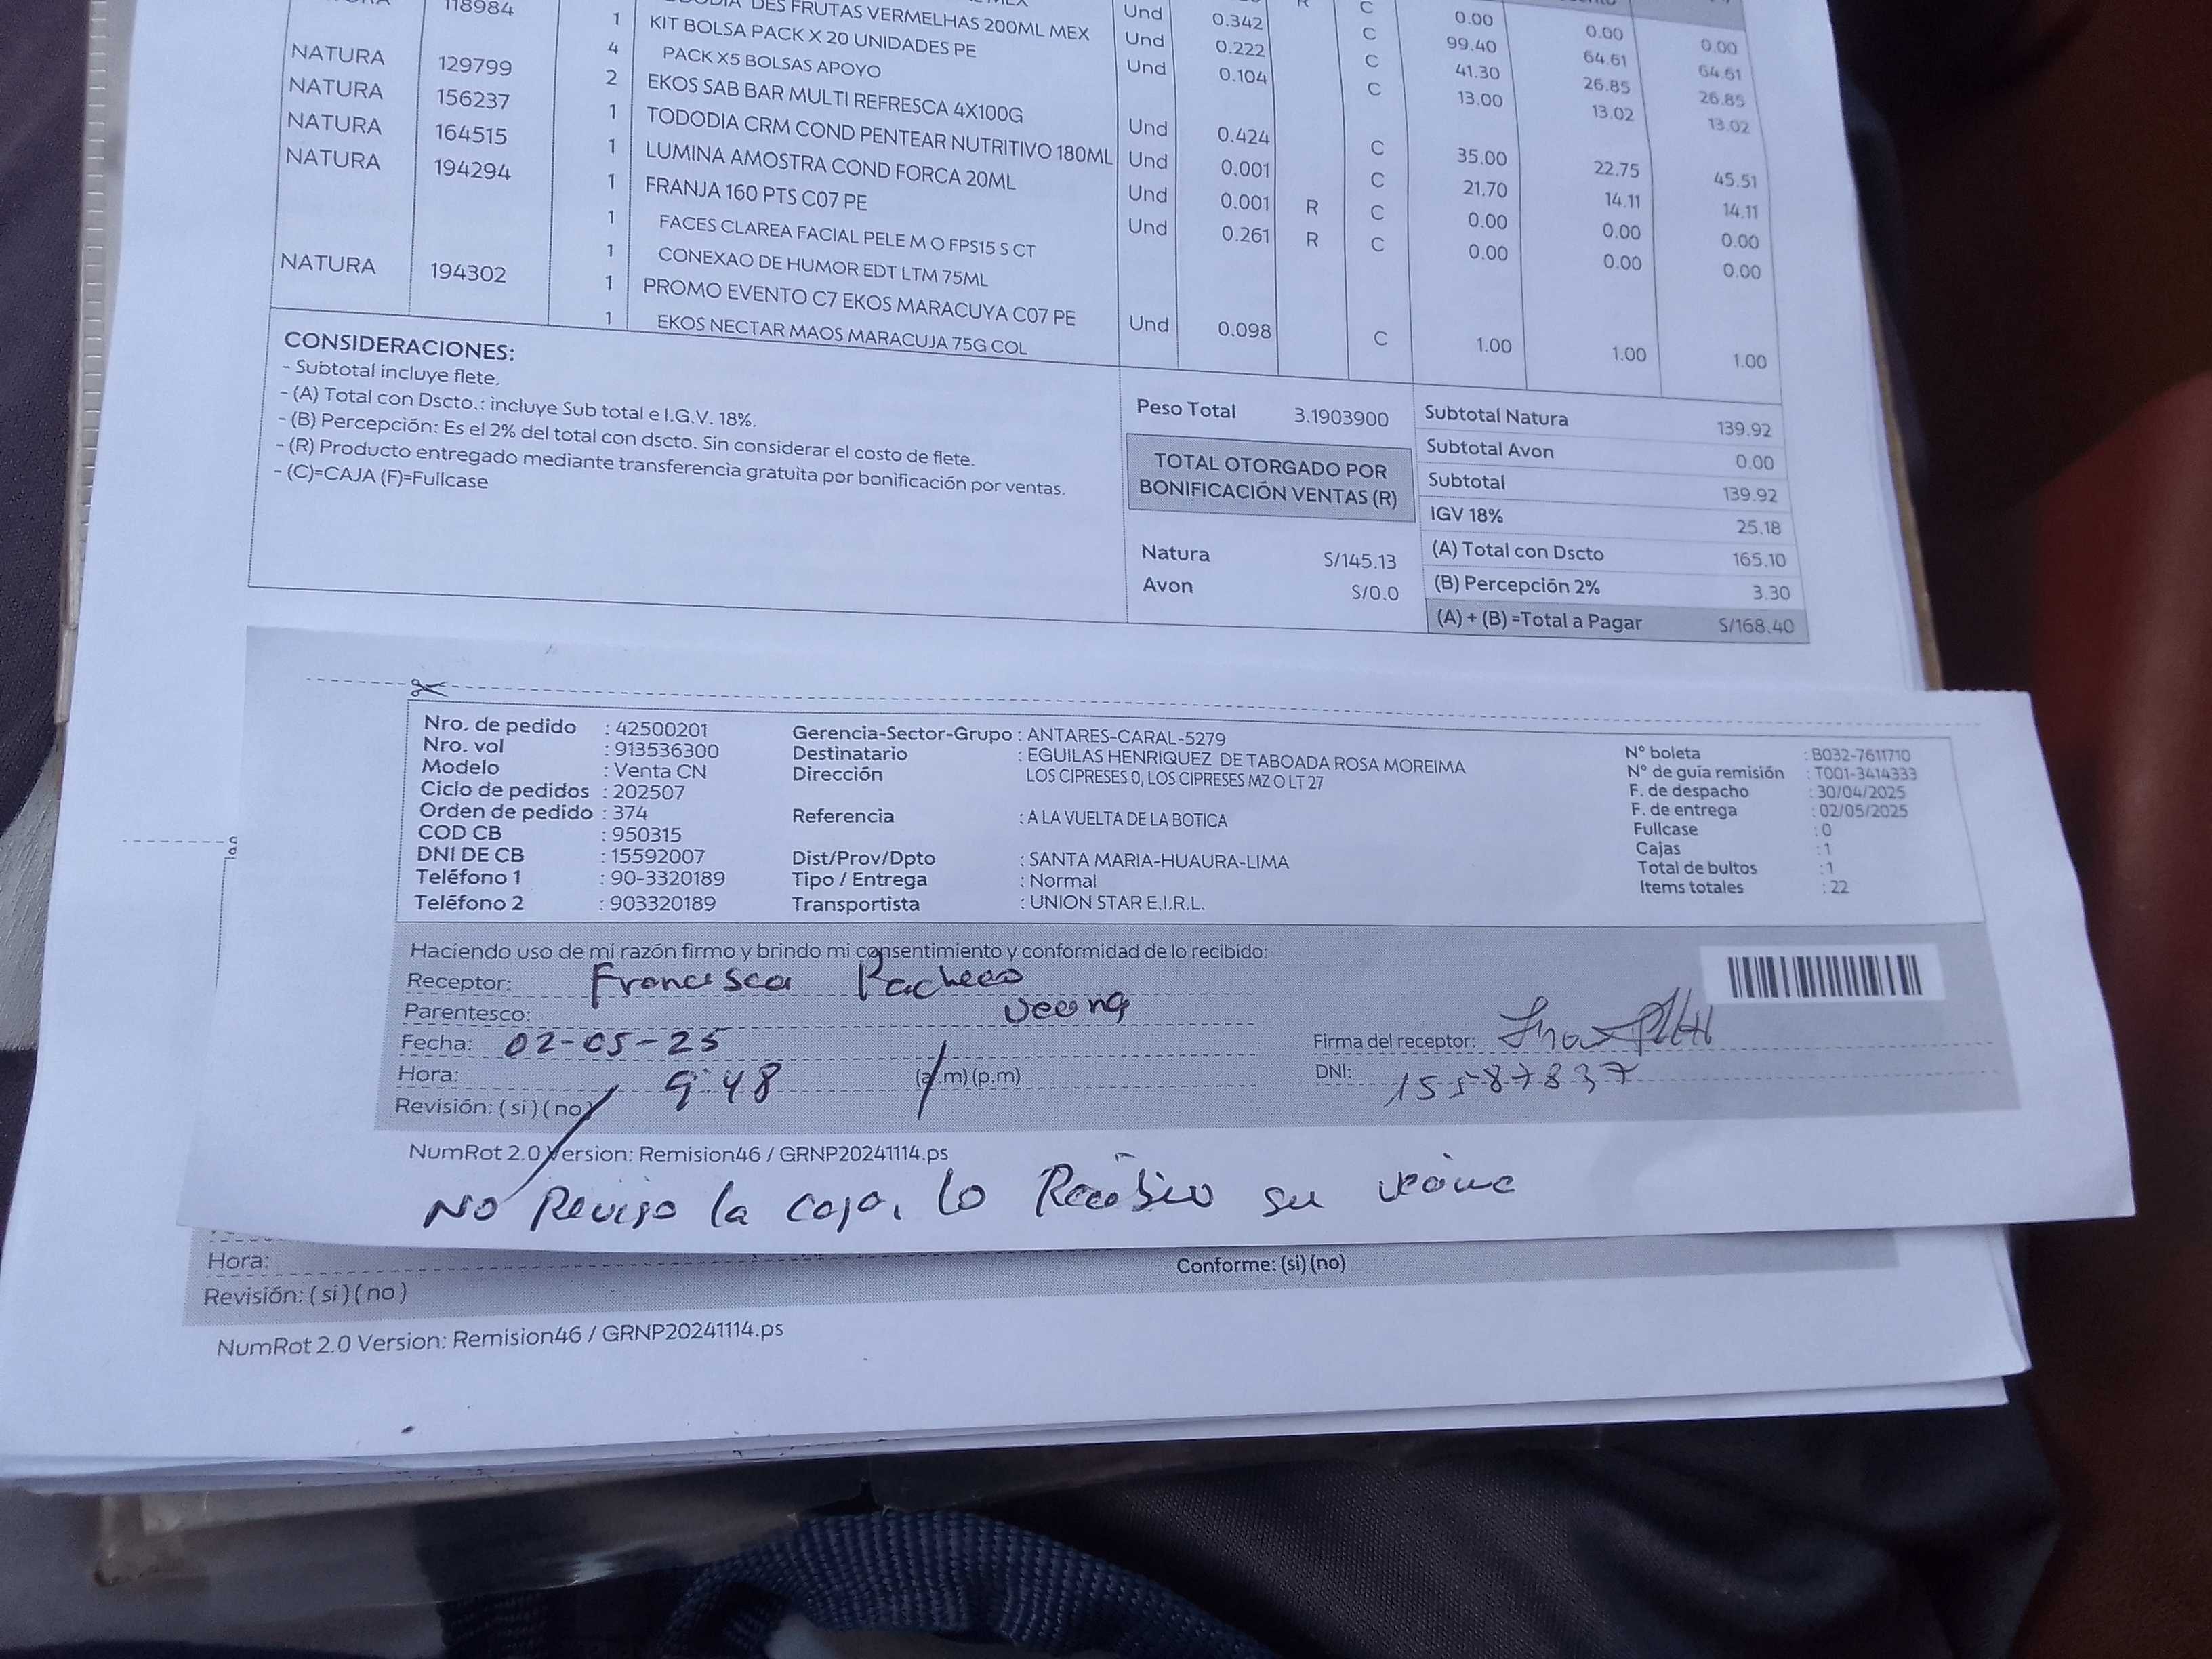 118984
DES FRUTAS VERMELHAS 200ML MEX Und 0.342 R C 0.00 0.00 0.00
1 KIT BOLSA PACK X 20 UNIDADES PE Und 0.222 C 99.40 64.61 64.61
4 PACK X5 BOLSAS APOYO Und 0.104 C 41.30 26.85 26.85
NATURA 129799 2 EKOS SAB BAR MULTI REFRESCA 4X100G C 13.00 13.02 13.02
NATURA 156237 1 TODODIA CRM COND PENTEAR NUTRITIVO 180ML Und 0.424 C 35.00 22.75 45.51
NATURA 164515 1 LUMINA AMOSTRA COND FORCA 20ML Und 0.001 C 21.70 14.11 14.11
NATURA 194294 1 FRANJA 160 PTS C07 PE Und 0.001 R C 0.00 0.00 0.00
1 FACES CLAREA FACIAL PELE M O FPS15 S CT Und 0.261 R C 0.00 0.00 0.00
1 CONEXAO DE HUMOR EDT LTM 75ML
NATURA 194302 1 PROMO EVENTO C7 EKOS MARACUYA C07 PE
1 EKOS NECTAR MAOS MARACUJA 75G COL Und 0.098 C 1.00 1.00 1.00
CONSIDERACIONES:
- Subtotal incluye flete.
- (A) Total con Dscto.: incluye Sub total e I.G.V. 18%.
- (B) Percepción: Es el 2% del total con dscto. Sin considerar el costo de flete.
- (R) Producto entregado mediante transferencia gratuita por bonificación por ventas.
- (C)=CAJA (F)=Fullcase
Peso Total 3.1903900
TOTAL OTORGADO POR
BONIFICACIÓN VENTAS (R)
Natura S/145.13
Avon S/0.0
Subtotal Natura 139.92
Subtotal Avon 0.00
Subtotal 139.92
IGV 18% 25.18
(A) Total con Dscto 165.10
(B) Percepción 2% 3.30
(A) + (B) =Total a Pagar S/168.40
Nro. de pedido : 42500201
Nro. vol : 913536300
Modelo : Venta CN
Ciclo de pedidos : 202507
Orden de pedido : 374
COD CB : 950315
DNI DE CB : 15592007
Teléfono 1 : 90-3320189
Teléfono 2 : 903320189
Gerencia-Sector-Grupo : ANTARES-CARAL-5279
Destinatario : EGUILAS HENRIQUEZ DE TABOADA ROSA MOREIMA
Dirección LOS CIPRESES 0, LOS CIPRESES MZ O LT 27
Referencia : A LA VUELTA DE LA BOTICA
Dist/Prov/Dpto : SANTA MARIA-HUAURA-LIMA
Tipo / Entrega : Normal
Transportista : UNION STAR E.I.R.L.
N° boleta : B032-7611710
N° de guia remisión : T001-3414333
F. de despacho : 30/04/2025
F. de entrega : 02/05/2025
Fullcase : 0
Cajas : 1
Total de bultos : 1
Items totales : 22
Haciendo uso de mi razón firmo y brindo mi consentimiento y conformidad de lo recibido:
Receptor: Francisca Pacheco
Parentesco: vecina
Fecha: 02-05-25
Hora: 9:48 (a.m) (p.m)
Revisión: ( si ) ( no )
Firma del receptor:
DNI: 15587837
NumRot 2.0 Version: Remision46 / GRNP20241114.ps
NO Reviso la caja, lo Recibio su vecina
Hora:
Conforme: (si) (no)
Revisión: ( si ) ( no )
NumRot 2.0 Version: Remision46 / GRNP20241114.ps